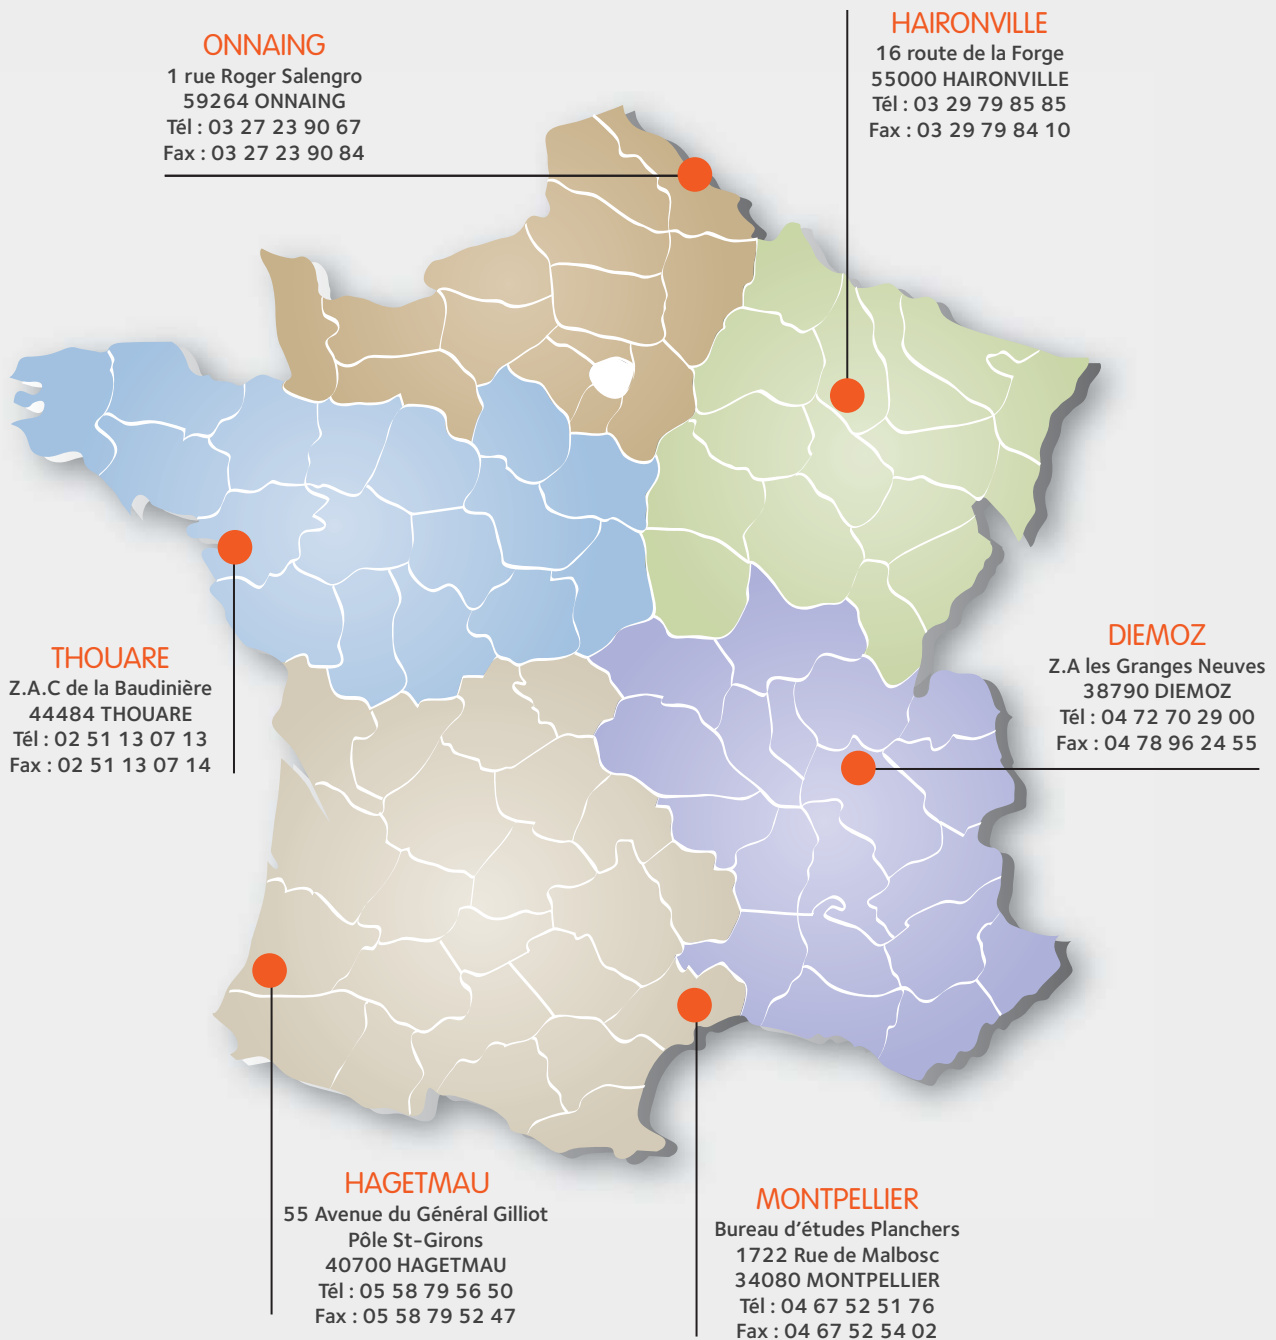 ONNAING
1 rue Roger Salengro
59264 ONNAING
Tél : 03 27 23 90 67
Fax : 03 27 23 90 84
HAIRONVILLE
16 route de la Forge
55000 HAIRONVILLE
Tél : 03 29 79 85 85
Fax : 03 29 79 84 10
THOUARE
Z.A.C de la Baudinière
44484 THOUARE
Tél : 02 51 13 07 13
Fax : 02 51 13 07 14
DIEMOZ
Z.A les Granges Neuves
38790 DIEMOZ
Tél : 04 72 70 29 00
Fax : 04 78 96 24 55
HAGETMAU
55 Avenue du Général Gilliot
Pôle St-Girons
40700 HAGETMAU
Tél : 05 58 79 56 50
Fax : 05 58 79 52 47
MONTPELLIER
Bureau d’études Planchers
1722 Rue de Malbosc
34080 MONTPELLIER
Tél : 04 67 52 51 76
Fax : 04 67 52 54 02